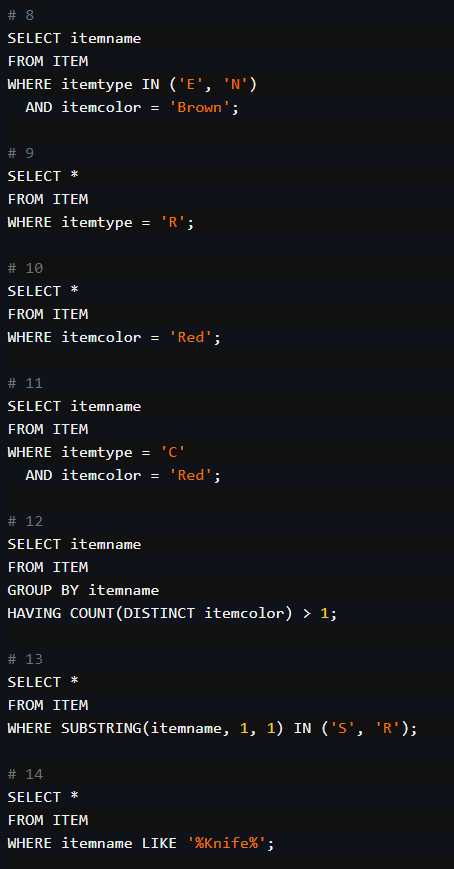 # 8
SELECT itemname
FROM ITEM
WHERE itemtype IN ('E', 'N')
  AND itemcolor = 'Brown';
# 9
SELECT *
FROM ITEM
WHERE itemtype = 'R';
# 10
SELECT *
FROM ITEM
WHERE itemcolor = 'Red';
# 11
SELECT itemname
FROM ITEM
WHERE itemtype = 'C'
  AND itemcolor = 'Red';
# 12
SELECT itemname
FROM ITEM
GROUP BY itemname
HAVING COUNT(DISTINCT itemcolor) > 1;
# 13
SELECT *
FROM ITEM
WHERE SUBSTRING(itemname, 1, 1) IN ('S', 'R');
# 14
SELECT *
FROM ITEM
WHERE itemname LIKE '%Knife%';